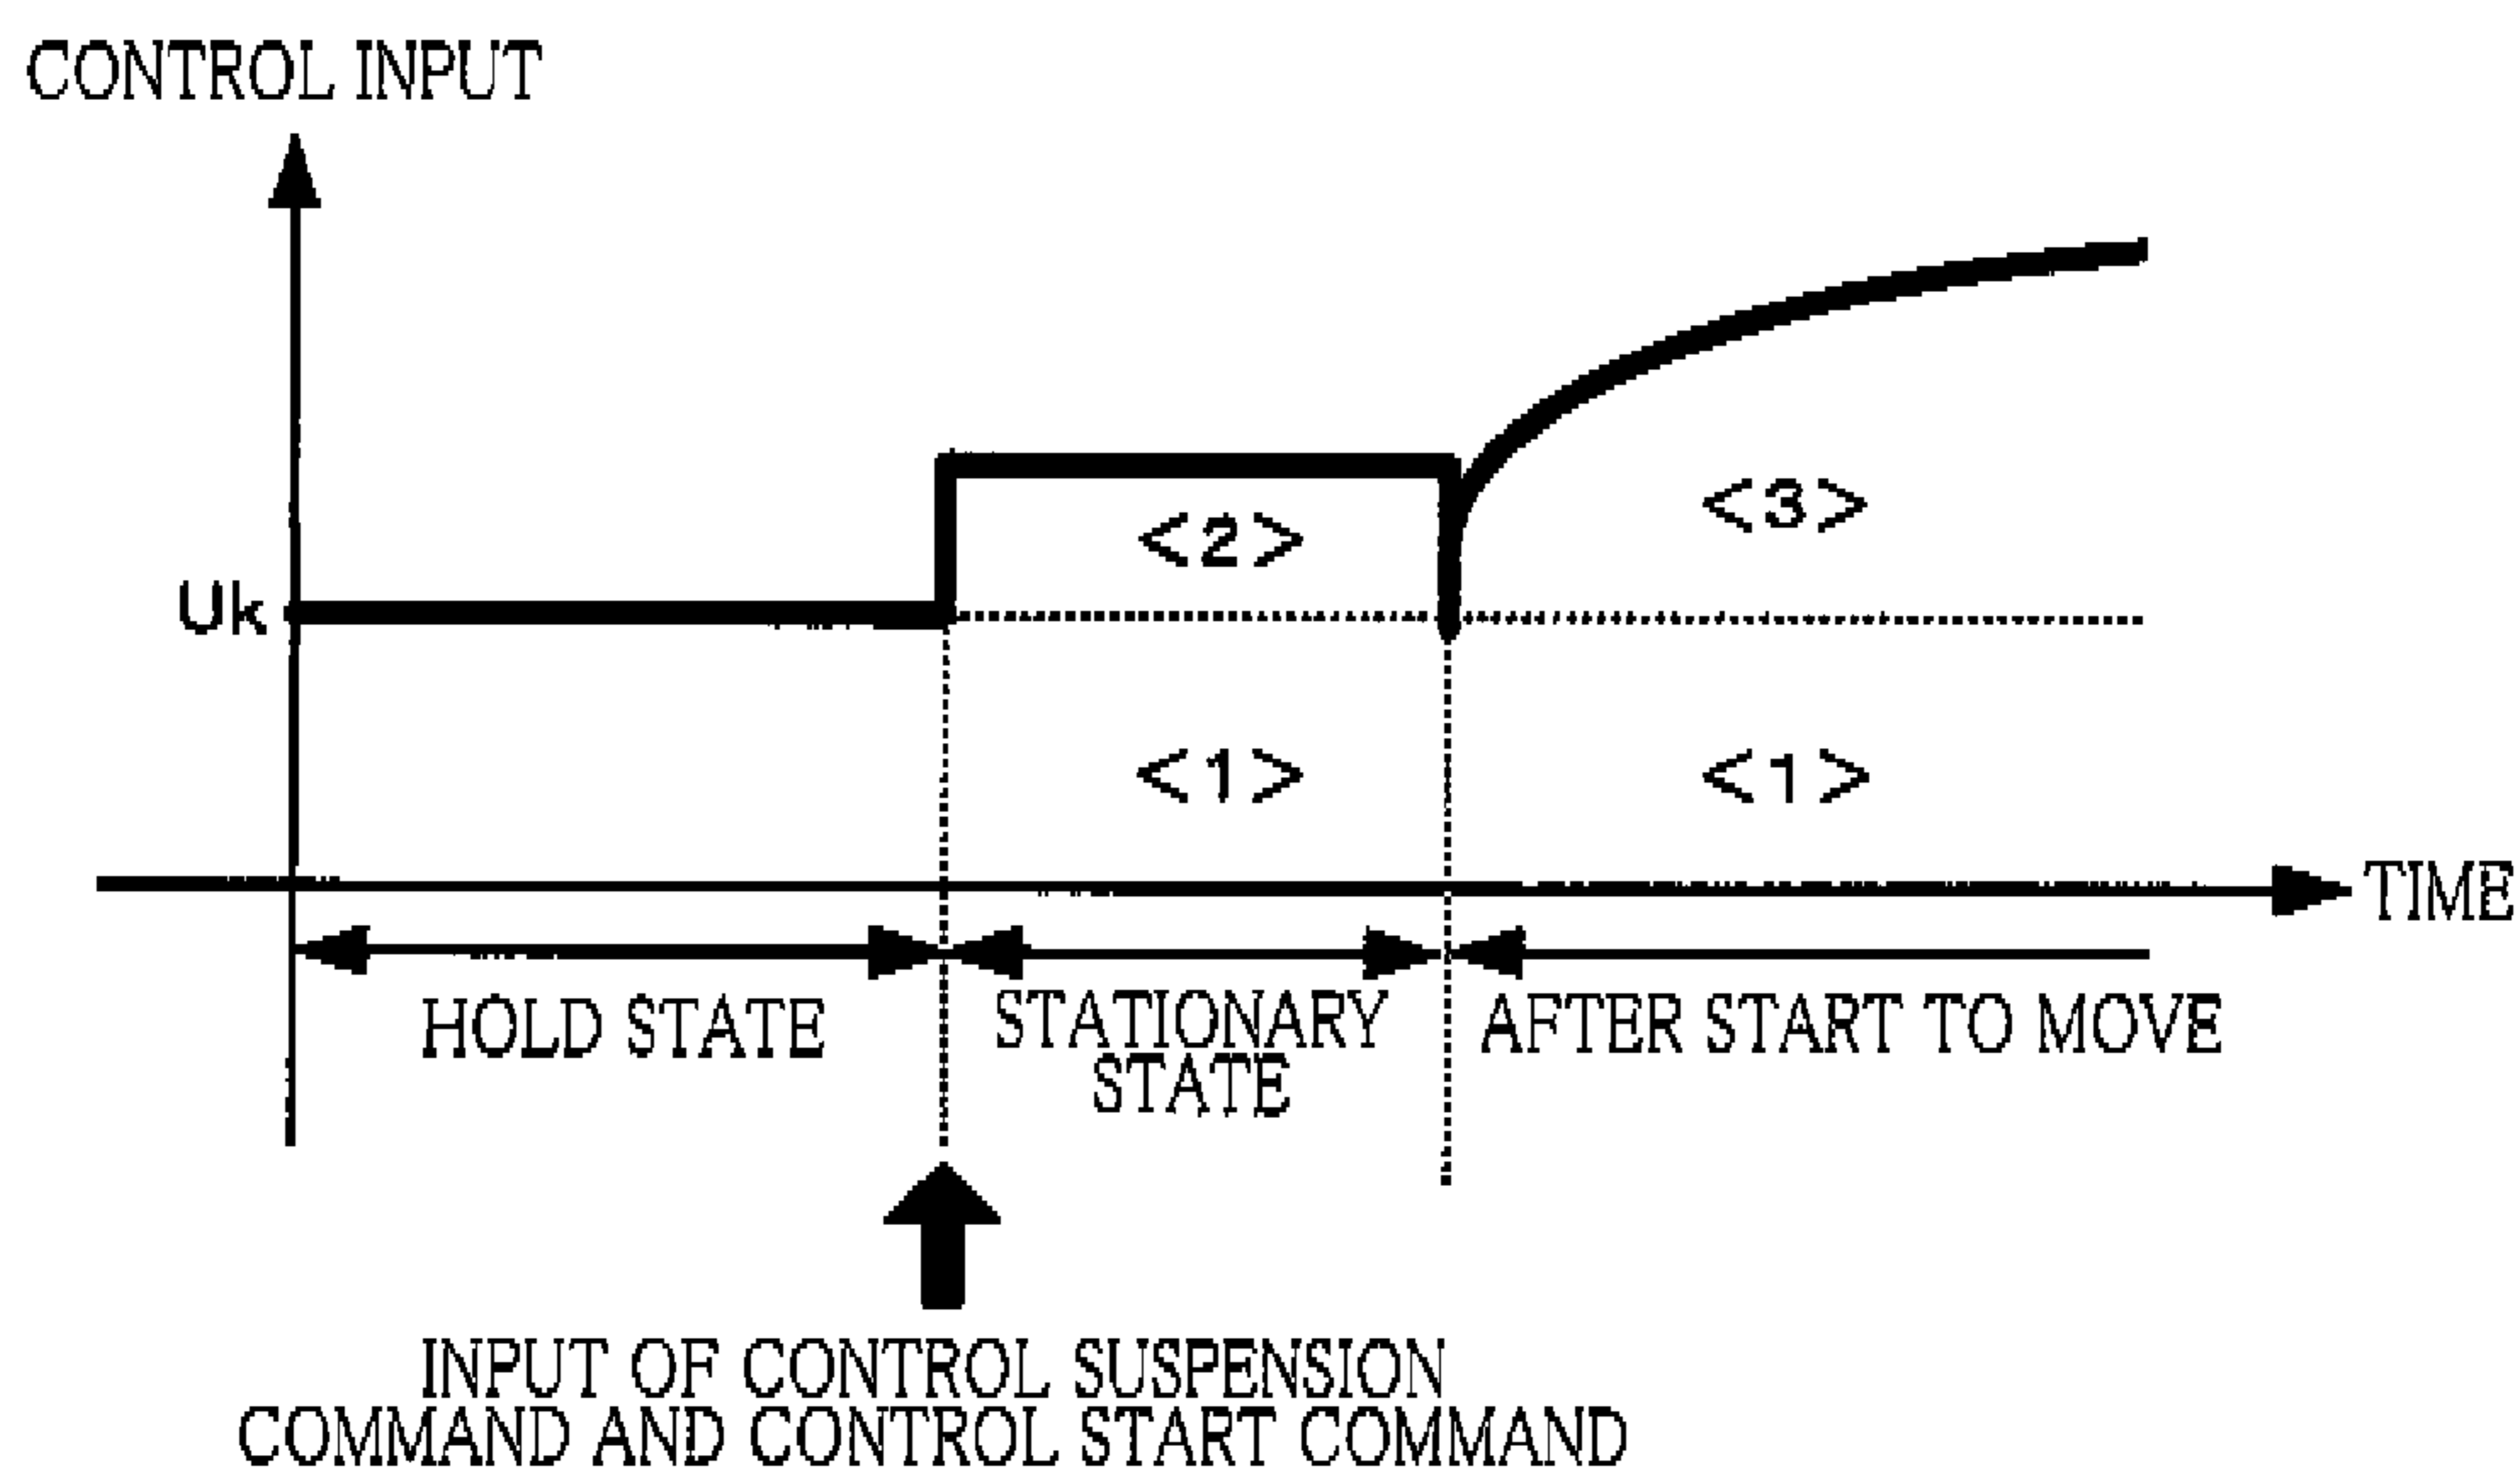 CONTROL INPUT
<3>
<2>
Uk
<1>
<1>
TIME
HOLD STATE
STATIONARY
STATE
AFTER START TO MOVE
INPUT OF CONTROL SUSPENSION
COMMAND AND CONTROL START COMMAND